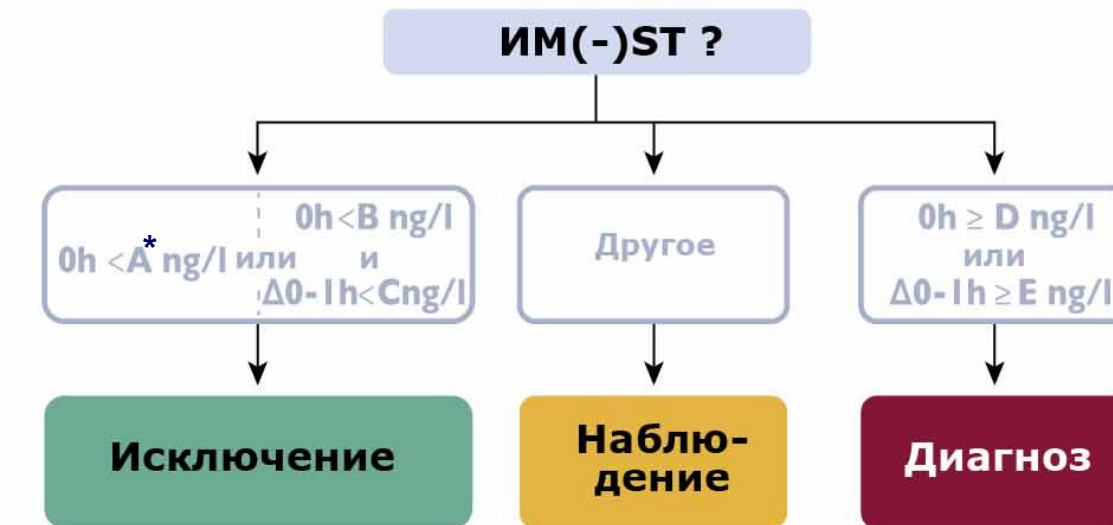 ИМ(-)ST ?
0h <A* ng/l или
0h <B ng/l
и
Δ0-1h<Cng/l
Другое
0h ≥ D ng/l
или
Δ0-1h ≥ E ng/l
Исключение
Наблю-
дение
Диагноз